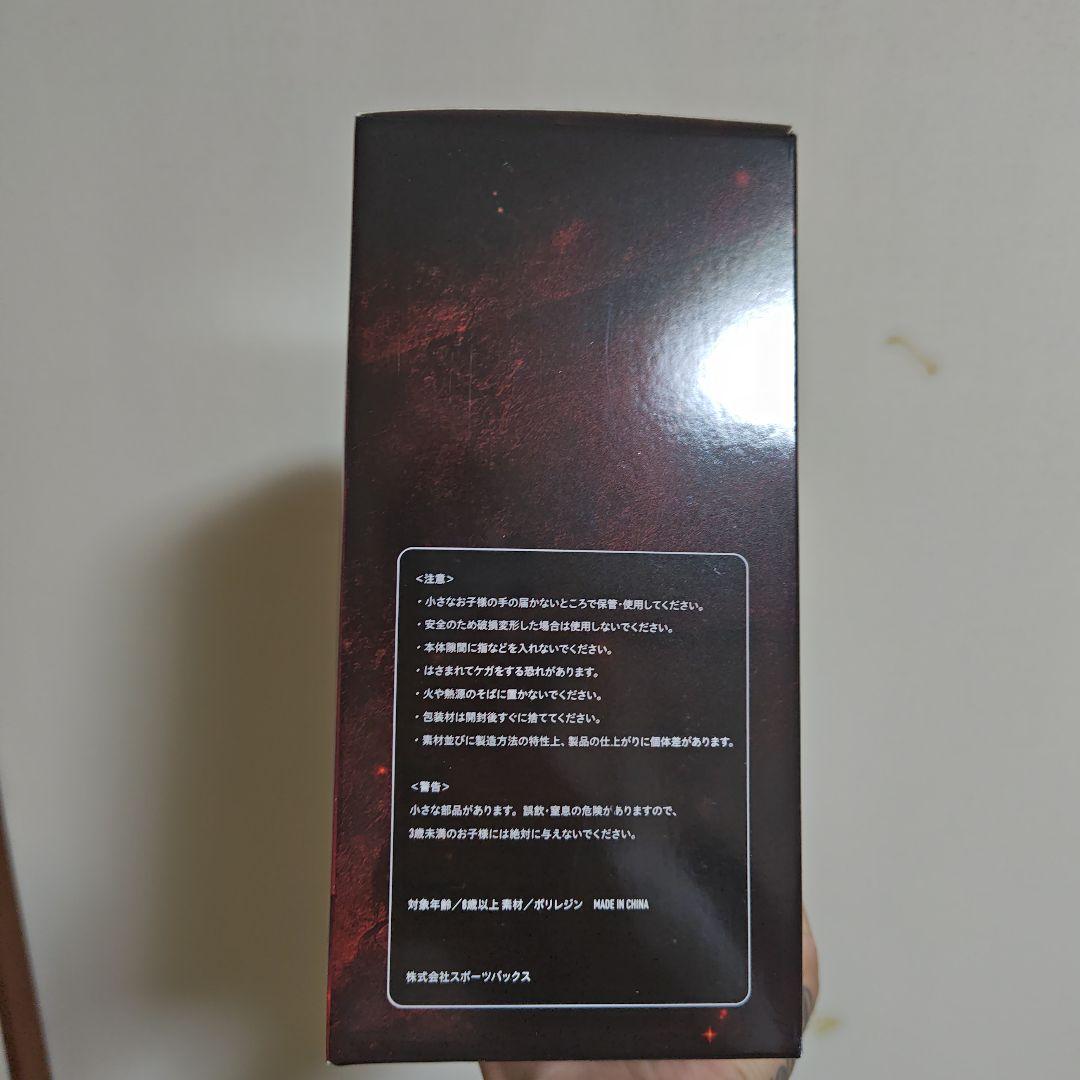 <注意>
・小さなお子様の手の届かないところで保管・使用してください。
・安全のため破損変形した場合は使用しないでください。
・本体隙間に指などを入れないでください。
・はさまれてケガをする恐れがあります。
・火や熱源のそばに置かないでください。
・包装材は開封後すぐに捨ててください。
・素材並びに製造方法の特性上、製品の仕上がりに個体差があります。
<警告>
小さな部品があります。誤飲・窒息の危険がありますので、
3歳未満のお子様には絶対に与えないでください。
対象年齢／8歳以上 素材／ポリレジン MADE IN CHINA
株式会社スポーツバックス